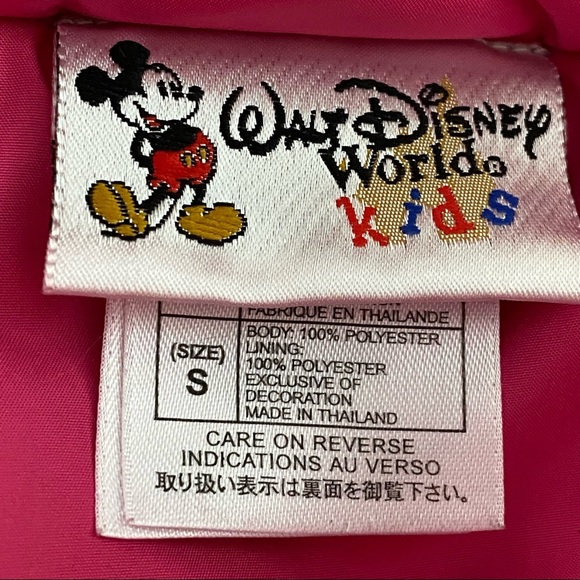 WALT DISNEY
World®
kids
FABRIQUE EN THAILANDE
(SIZE)
S
BODY: 100% POLYESTER
LINING:
100% POLYESTER
EXCLUSIVE OF
DECORATION
MADE IN THAILAND
CARE ON REVERSE
INDICATIONS AU VERSO
取り扱い表示は裏面を御覧下さい。